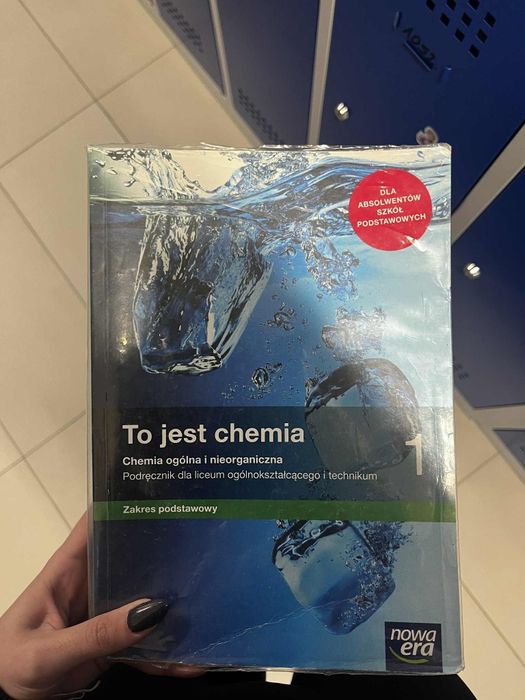 1072
DLA
ABSOLWENTÓW
SZKÓŁ
PODSTAWOWYCH
To jest chemia
1
Chemia ogólna i nieorganiczna
Podręcznik dla liceum ogólnokształcącego i technikum
Zakres podstawowy
nowa
era